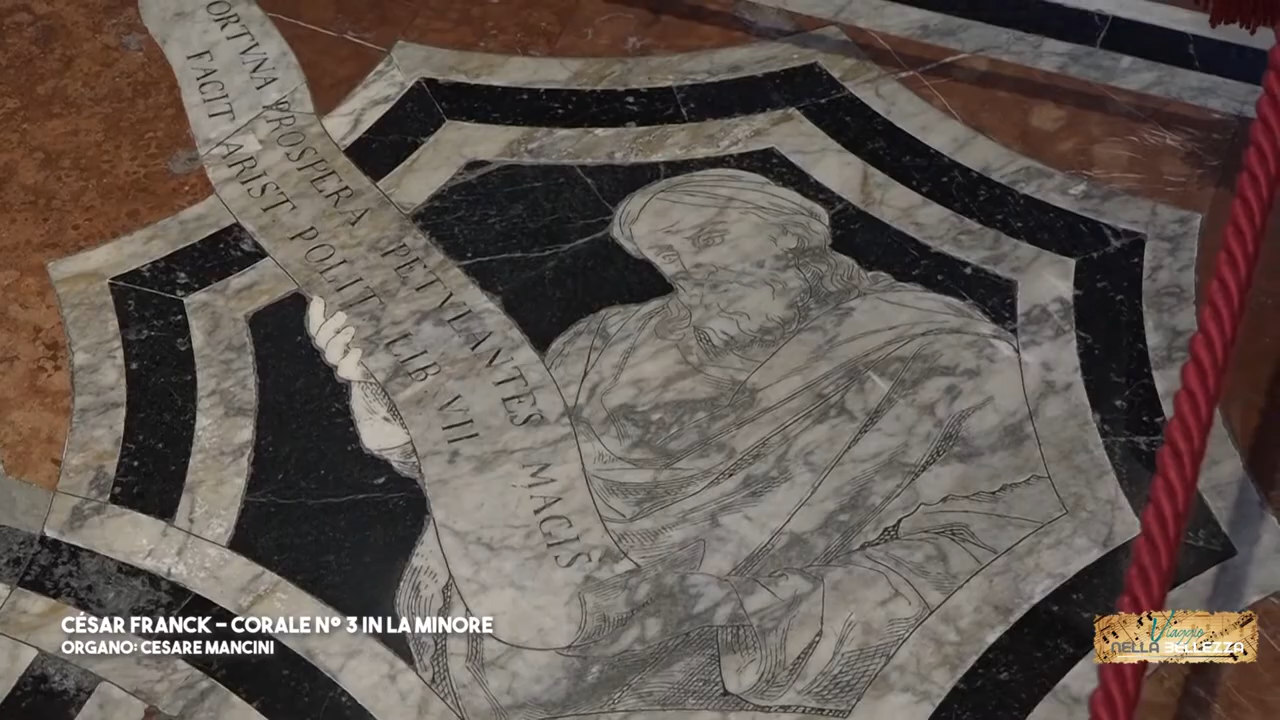 ORTVNA PROSPERA PETVLANTES MAGIS
FACIT ARIST. POLIT. LIB. VII
CÉSAR FRANCK – CORALE N° 3 IN LA MINORE
ORGANO: CESARE MANCINI
Viaggio
NELLA BELLEZZA